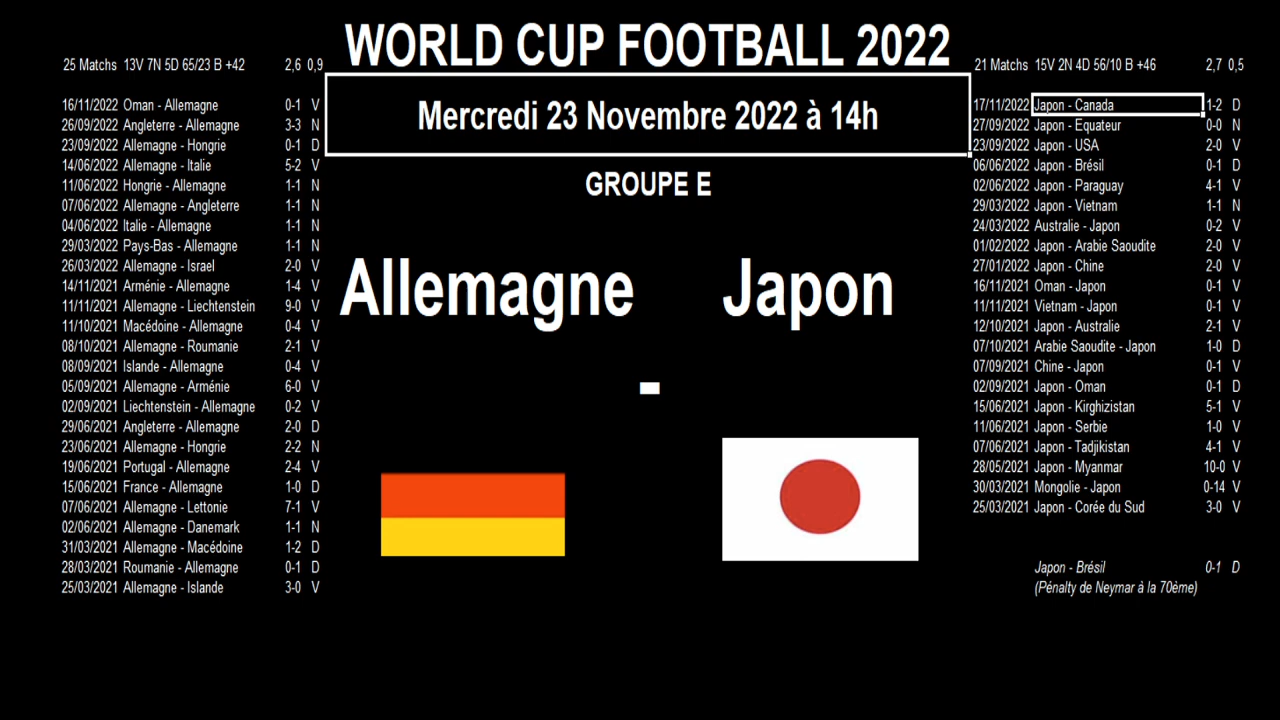 WORLD CUP FOOTBALL 2022
Mercredi 23 Novembre 2022 à 14h
GROUPE E
Allemagne - Japon
25 Matchs 13V 7N 5D 65/23 B +42 2,6 0,9
16/11/2022 Oman - Allemagne 0-1 V
26/09/2022 Angleterre - Allemagne 3-3 N
23/09/2022 Allemagne - Hongrie 0-1 D
14/06/2022 Allemagne - Italie 5-2 V
11/06/2022 Hongrie - Allemagne 1-1 N
07/06/2022 Allemagne - Angleterre 1-1 N
04/06/2022 Italie - Allemagne 1-1 N
29/03/2022 Pays-Bas - Allemagne 1-1 N
26/03/2022 Allemagne - Israel 2-0 V
14/11/2021 Arménie - Allemagne 1-4 V
11/11/2021 Allemagne - Liechtenstein 9-0 V
11/10/2021 Macédoine - Allemagne 0-4 V
08/10/2021 Allemagne - Roumanie 2-1 V
08/09/2021 Islande - Allemagne 0-4 V
05/09/2021 Allemagne - Arménie 6-0 V
02/09/2021 Liechtenstein - Allemagne 0-2 V
29/06/2021 Angleterre - Allemagne 2-0 D
23/06/2021 Allemagne - Hongrie 2-2 N
19/06/2021 Portugal - Allemagne 2-4 V
15/06/2021 France - Allemagne 1-0 D
07/06/2021 Allemagne - Lettonie 7-1 V
02/06/2021 Allemagne - Danemark 1-1 N
31/03/2021 Allemagne - Macédoine 1-2 D
28/03/2021 Roumanie - Allemagne 0-1 D
25/03/2021 Allemagne - Islande 3-0 V
21 Matchs 15V 2N 4D 56/10 B +46 2,7 0,5
17/11/2022 Japon - Canada 1-2 D
27/09/2022 Japon - Equateur 0-0 N
23/09/2022 Japon - USA 2-0 V
06/06/2022 Japon - Brésil 0-1 D
02/06/2022 Japon - Paraguay 4-1 V
29/03/2022 Japon - Vietnam 1-1 N
24/03/2022 Australie - Japon 0-2 V
01/02/2022 Japon - Arabie Saoudite 2-0 V
27/01/2022 Japon - Chine 2-0 V
16/11/2021 Oman - Japon 0-1 V
11/11/2021 Vietnam - Japon 0-1 V
12/10/2021 Japon - Australie 2-1 V
07/10/2021 Arabie Saoudite - Japon 1-0 D
07/09/2021 Chine - Japon 0-1 V
02/09/2021 Japon - Oman 0-1 D
15/06/2021 Japon - Kirghizistan 5-1 V
11/06/2021 Japon - Serbie 1-0 V
07/06/2021 Japon - Tadjikistan 4-1 V
28/05/2021 Japon - Myanmar 10-0 V
30/03/2021 Mongolie - Japon 0-14 V
25/03/2021 Japon - Corée du Sud 3-0 V
Japon - Brésil 0-1 D
(Pénalty de Neymar à la 70ème)